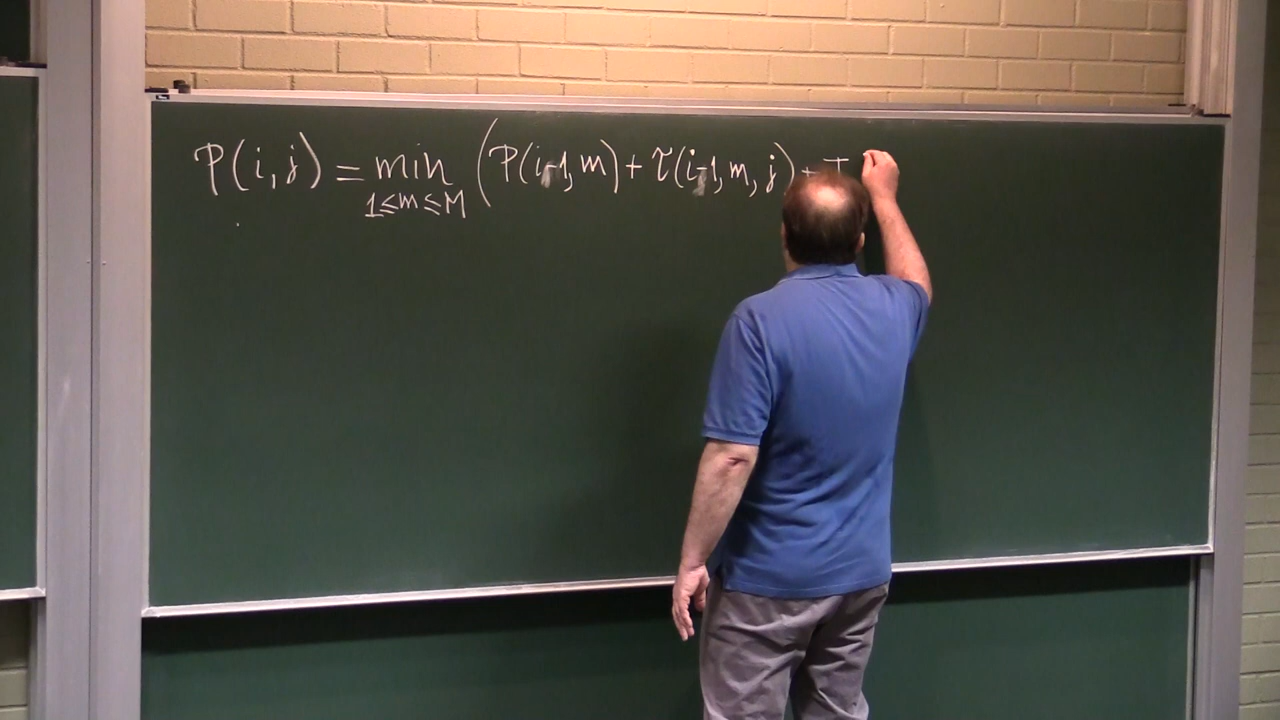 P(i,j) = min (P(i-1,m) + τ(i-1,m,j) +
1≤m≤M